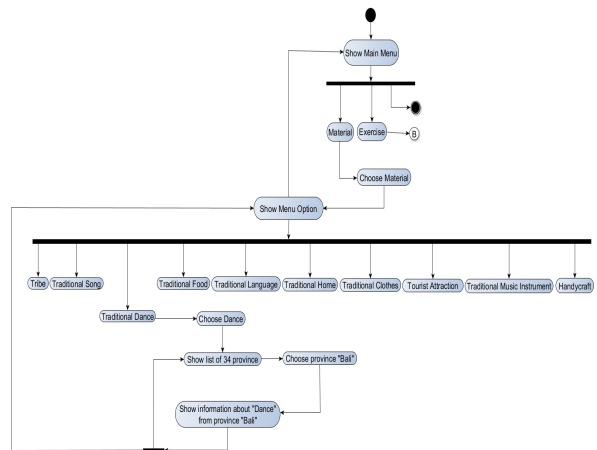 Show Main Menu
Material
Exercise
B
Choose Material
Show Menu Option
Tribe
Traditional Song
Traditional Food
Traditional Language
Traditional Home
Traditional Clothes
Tourist Attraction
Traditional Music Instrument
Handycraft
Traditional Dance
Choose Dance
Show list of 34 province
Choose province "Bali"
Show information about "Dance"
from province "Bali"